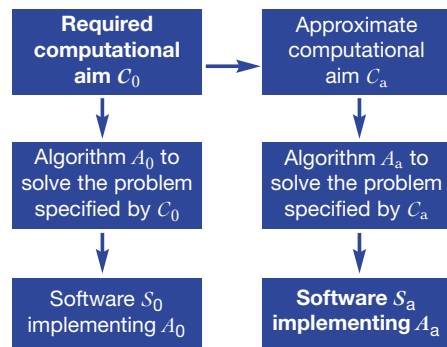 Required
computational
aim C₀
Approximate
computational
aim Cₐ
Algorithm A₀ to
solve the problem
specified by C₀
Algorithm Aₐ to
solve the problem
specified by Cₐ
Software S₀
implementing A₀
Software Sₐ
implementing Aₐ